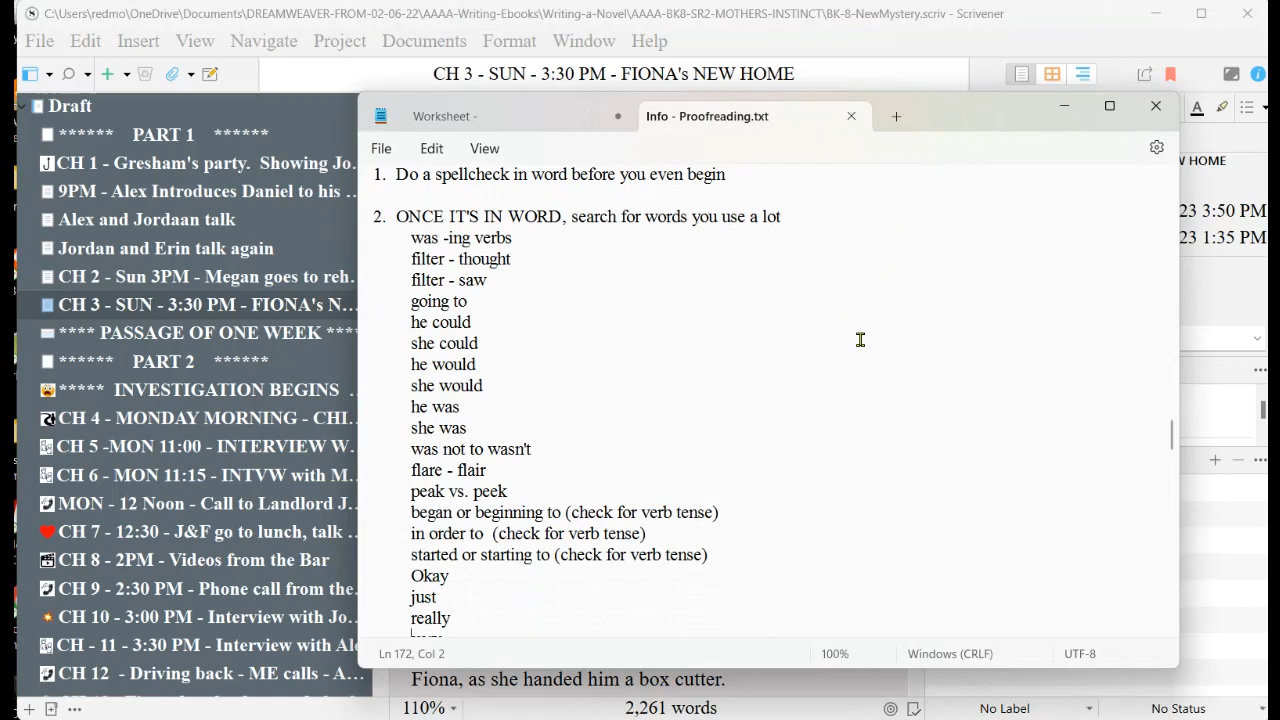 C:\Users\redmo\OneDrive\Documents\DREAMWEAVER-FROM-02-06-22\AAAA-Writing-Ebooks\Writing-a-Novel\AAAA-BK8-SR2-MOTHERS-INSTINCT\BK-8-NewMystery.scriv - Scrivener
File Edit Insert View Navigate Project Documents Format Window Help
CH 3 - SUN - 3:30 PM - FIONA's NEW HOME
Draft
****** PART 1 ******
CH 1 - Gresham's party. Showing Jo...
9PM - Alex Introduces Daniel to his ...
Alex and Jordaan talk
Jordan and Erin talk again
CH 2 - Sun 3PM - Megan goes to reh...
CH 3 - SUN - 3:30 PM - FIONA's N...
**** PASSAGE OF ONE WEEK ****
****** PART 2 ******
***** INVESTIGATION BEGINS ...
CH 4 - MONDAY MORNING - CHI...
CH 5 -MON 11:00 - INTERVIEW W...
CH 6 - MON 11:15 - INTVW with M...
MON - 12 Noon - Call to Landlord J...
CH 7 - 12:30 - J&F go to lunch, talk ...
CH 8 - 2PM - Videos from the Bar
CH 9 - 2:30 PM - Phone call from the...
CH 10 - 3:00 PM - Interview with Jo...
CH - 11 - 3:30 PM - Interview with Ale
CH 12 - Driving back - ME calls - A...
Worksheet -
Info - Proofreading.txt
File Edit View
1. Do a spellcheck in word before you even begin
2. ONCE IT'S IN WORD, search for words you use a lot
was -ing verbs
filter - thought
filter - saw
going to
he could
she could
he would
she would
he was
she was
was not to wasn't
flare - flair
peak vs. peek
began or beginning to (check for verb tense)
in order to (check for verb tense)
started or starting to (check for verb tense)
Okay
just
really
Ln 172, Col 2
100%
Windows (CRLF)
UTF-8
A
W HOME
23 3:50 PM
23 1:35 PM
Fiona, as she handed him a box cutter.
110%
2,261 words
No Label
No Status